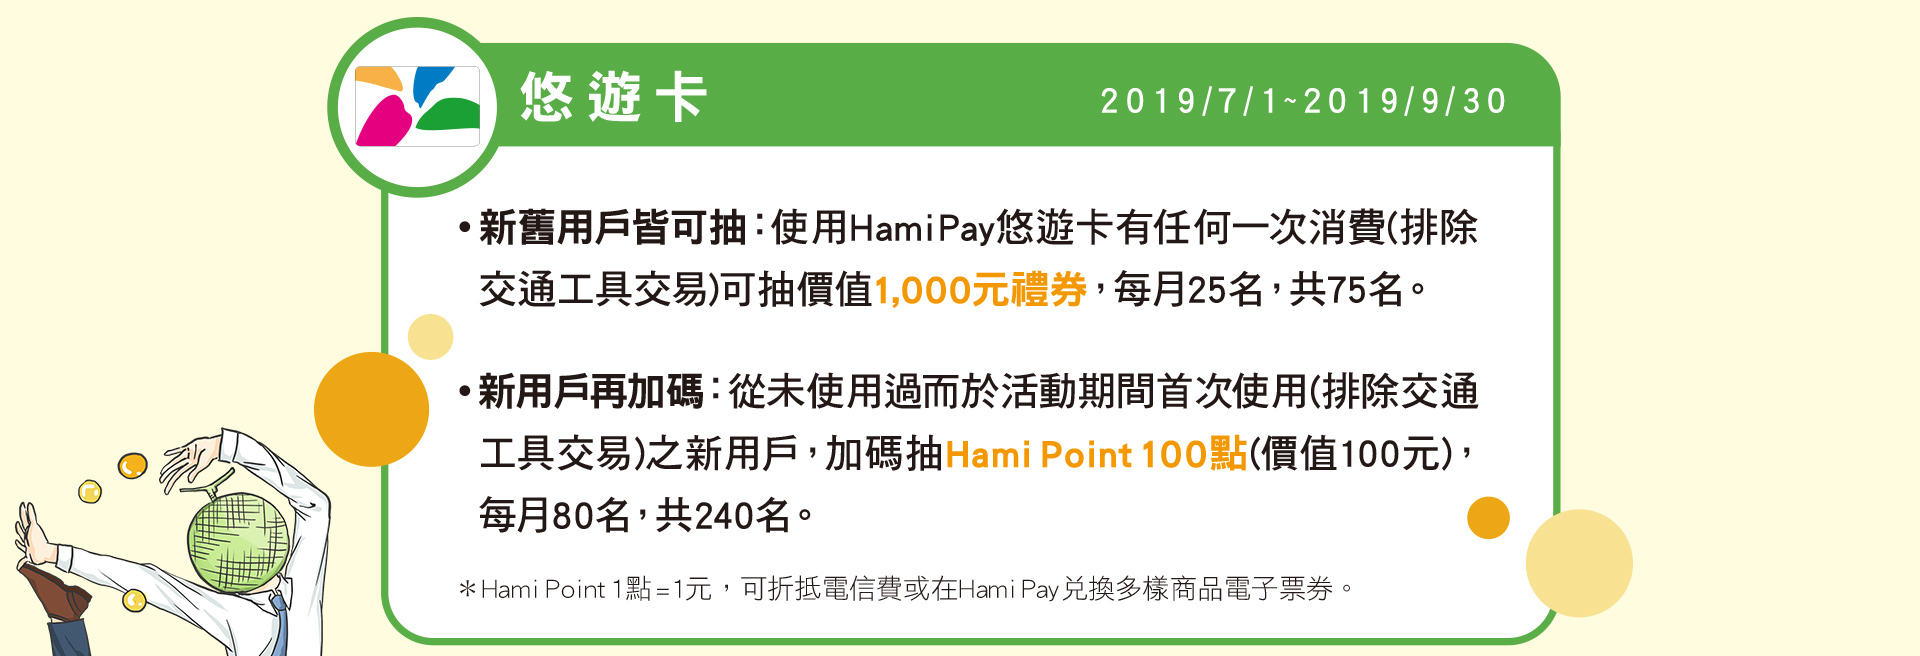 悠遊卡
2019/7/1~2019/9/30
•新舊用戶皆可抽：使用Hami Pay悠遊卡有任何一次消費(排除
交通工具交易)可抽價值1,000元禮券，每月25名，共75名。
•新用戶再加碼：從未使用過而於活動期間首次使用(排除交通
工具交易)之新用戶，加碼抽Hami Point 100點(價值100元)，
每月80名，共240名。
＊Hami Point 1點=1元，可折抵電信費或在Hami Pay兌換多樣商品電子票券。